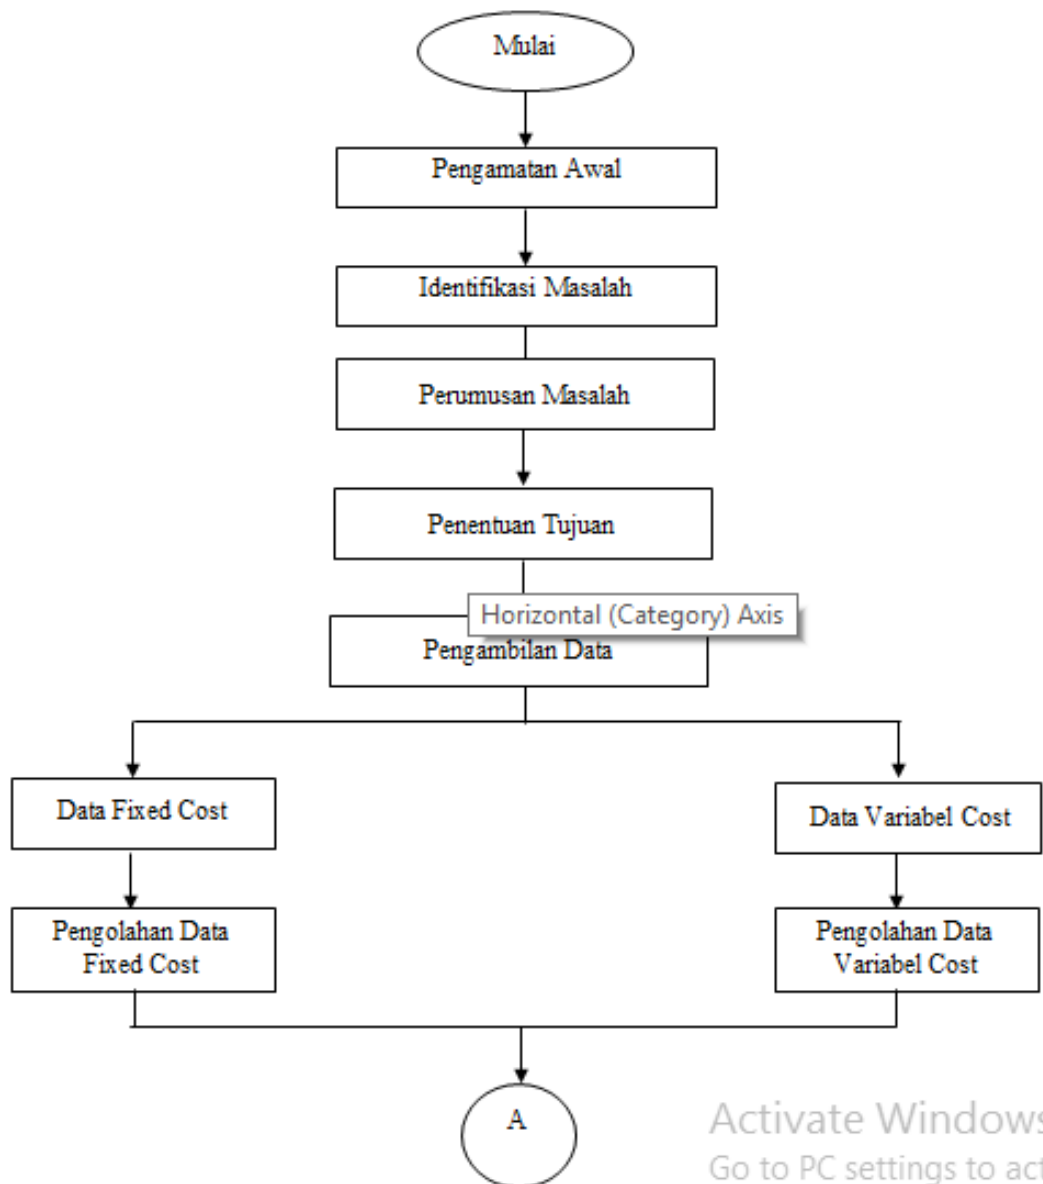 Mulai
Pengamatan Awal
Identifikasi Masalah
Perumusan Masalah
Penentuan Tujuan
Horizontal (Category) Axis
Pengambilan Data
Data Fixed Cost
Data Variabel Cost
Pengolahan Data
Fixed Cost
Pengolahan Data
Variabel Cost
A
Activate Windows
Go to PC settings to act